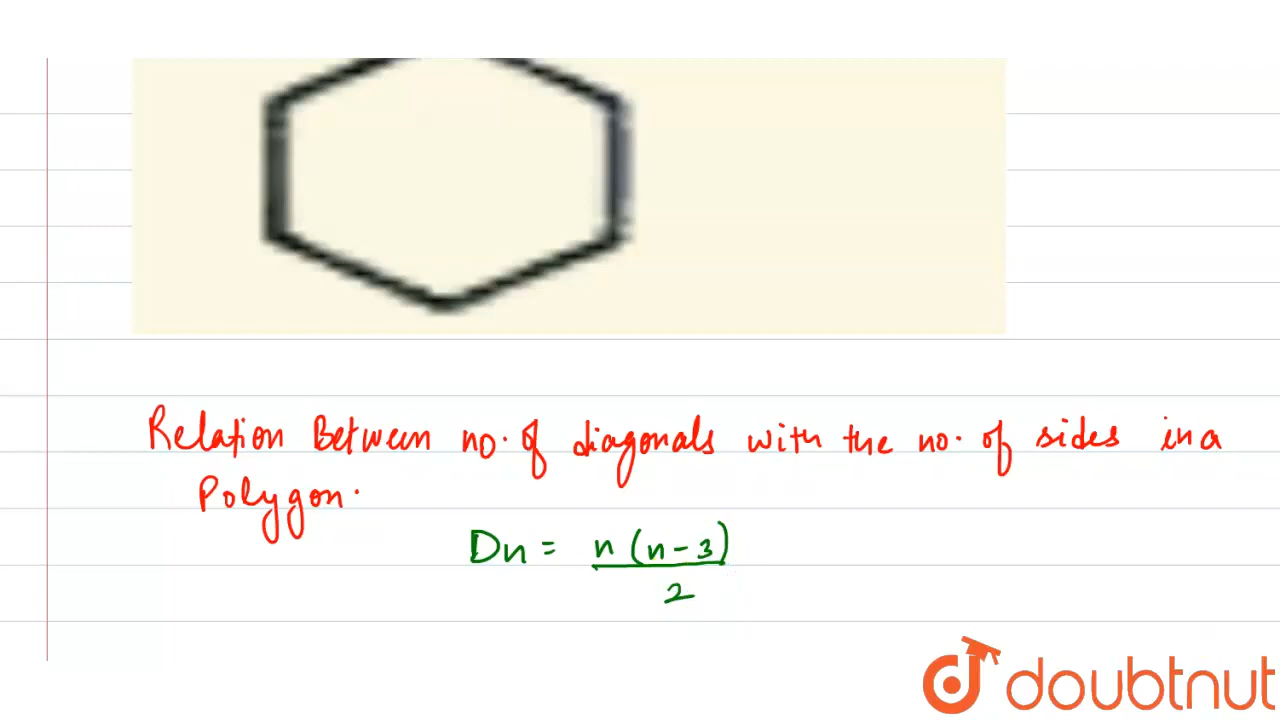 Relation Between no. of diagonals with the no. of sides in a
Polygon.
Dn = n(n-3)
2
doubtnut